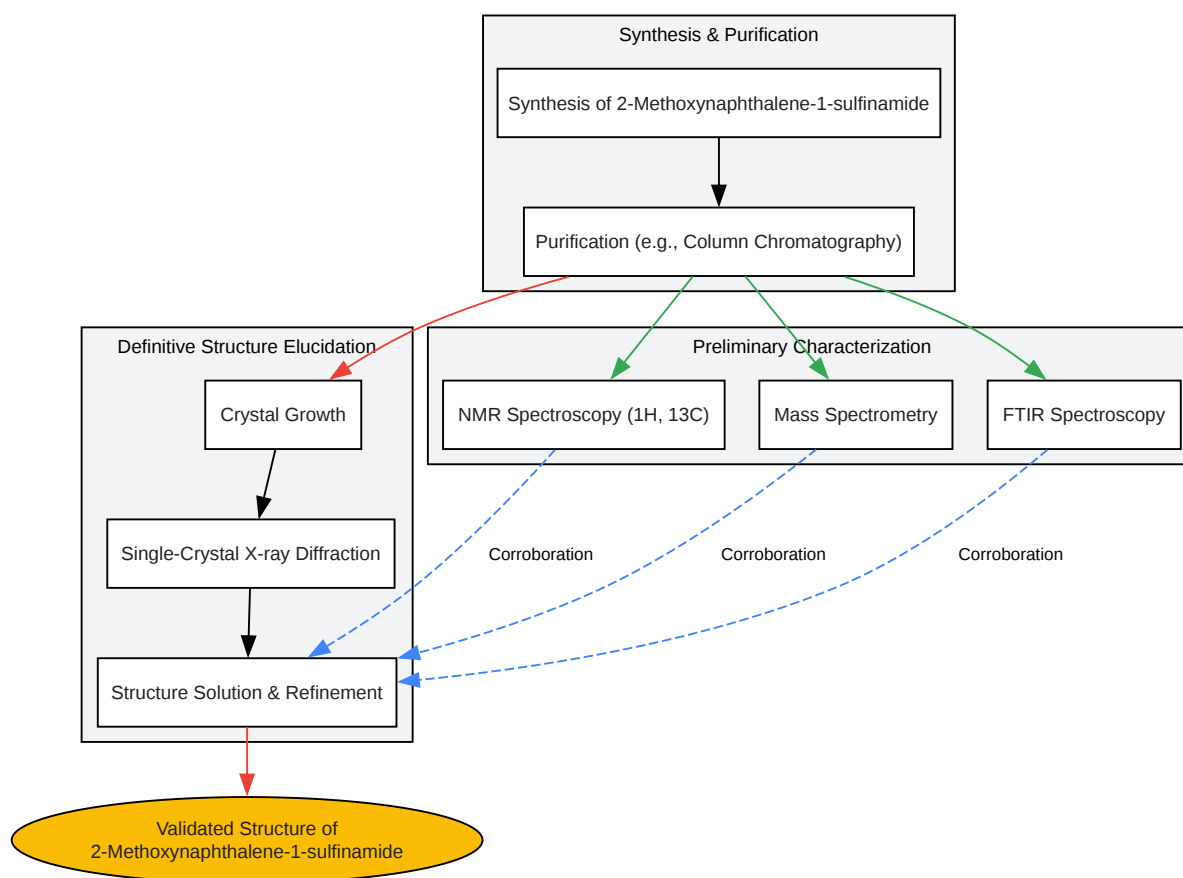 Synthesis & Purification
Synthesis of 2-Methoxynaphthalene-1-sulfinamide
Purification (e.g., Column Chromatography)
Definitive Structure Elucidation
Preliminary Characterization
Crystal Growth
NMR Spectroscopy (1H, 13C)
Mass Spectrometry
FTIR Spectroscopy
Single-Crystal X-ray Diffraction
Corroboration
Corroboration
Corroboration
Structure Solution & Refinement
Validated Structure of
2-Methoxynaphthalene-1-sulfinamide